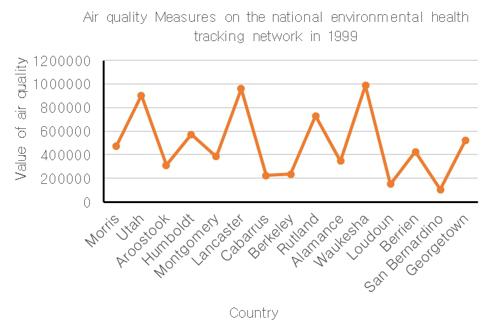 Air quality Measures on the national environmental health
tracking network in 1999
Value of air quality
1200000
1000000
800000
600000
400000
200000
0
Morris
Utah
Aroostook
Humboldt
Montgomery
Lancaster
Cabarrus
Berkeley
Rutland
Alamance
Waukesha
Loudoun
Berrien
San Bernardino
Georgetown
Country